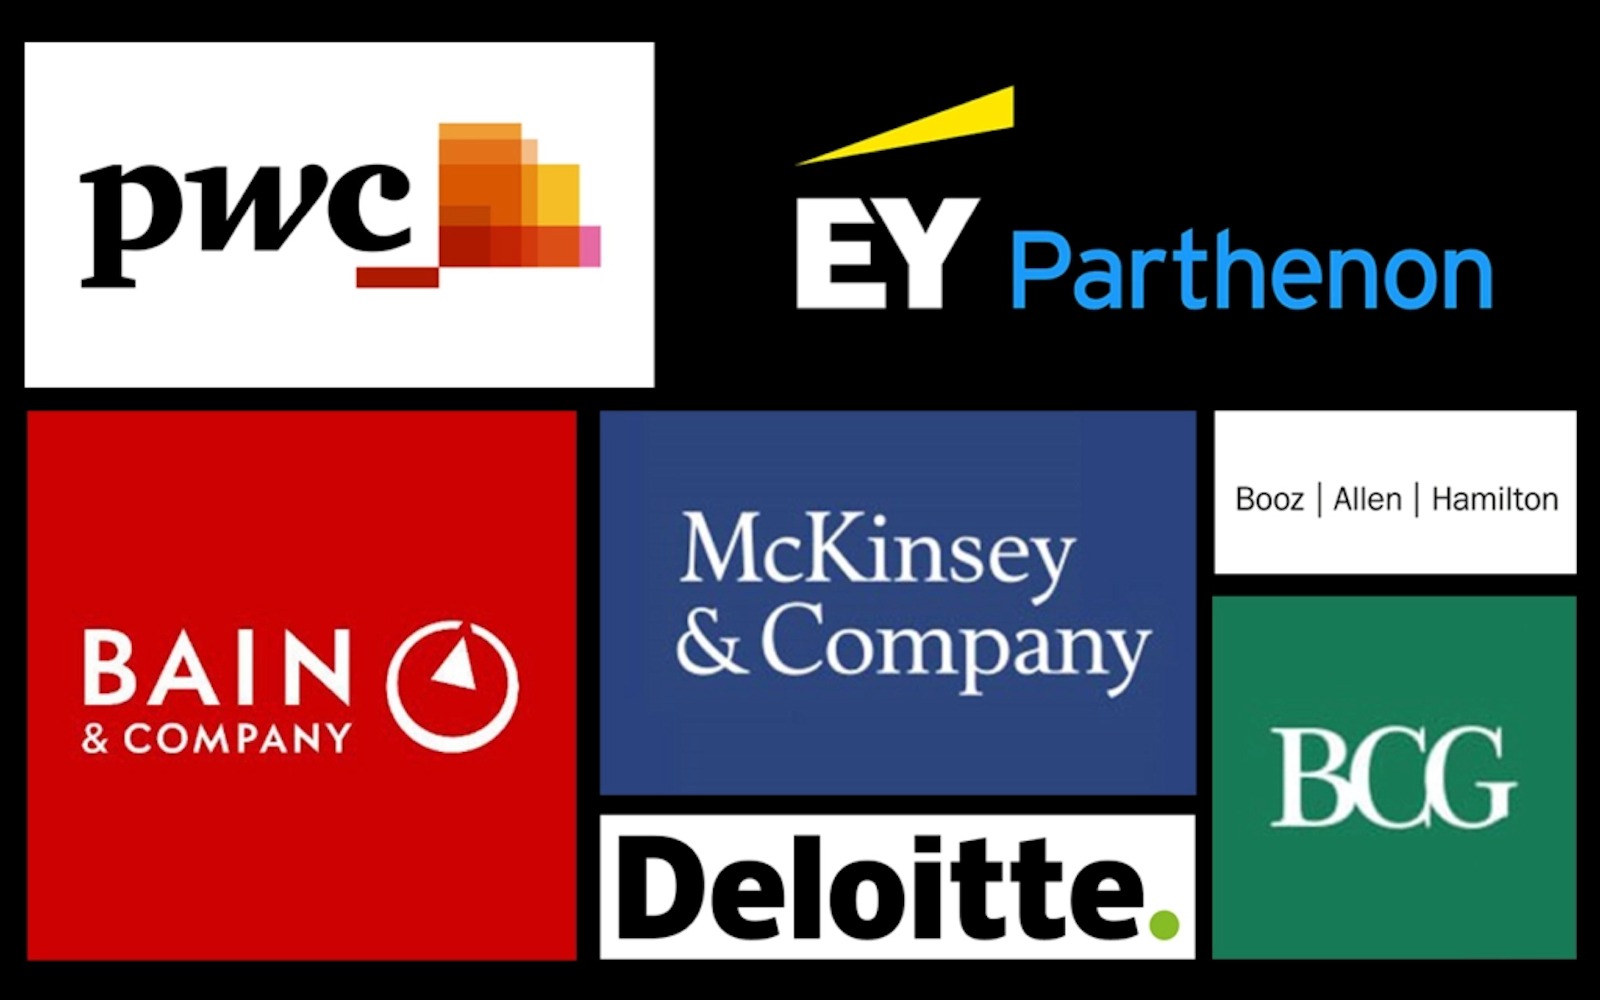 pwc
EY Parthenon
BAIN
& COMPANY
McKinsey
& Company
Booz | Allen | Hamilton
BCG
Deloitte.